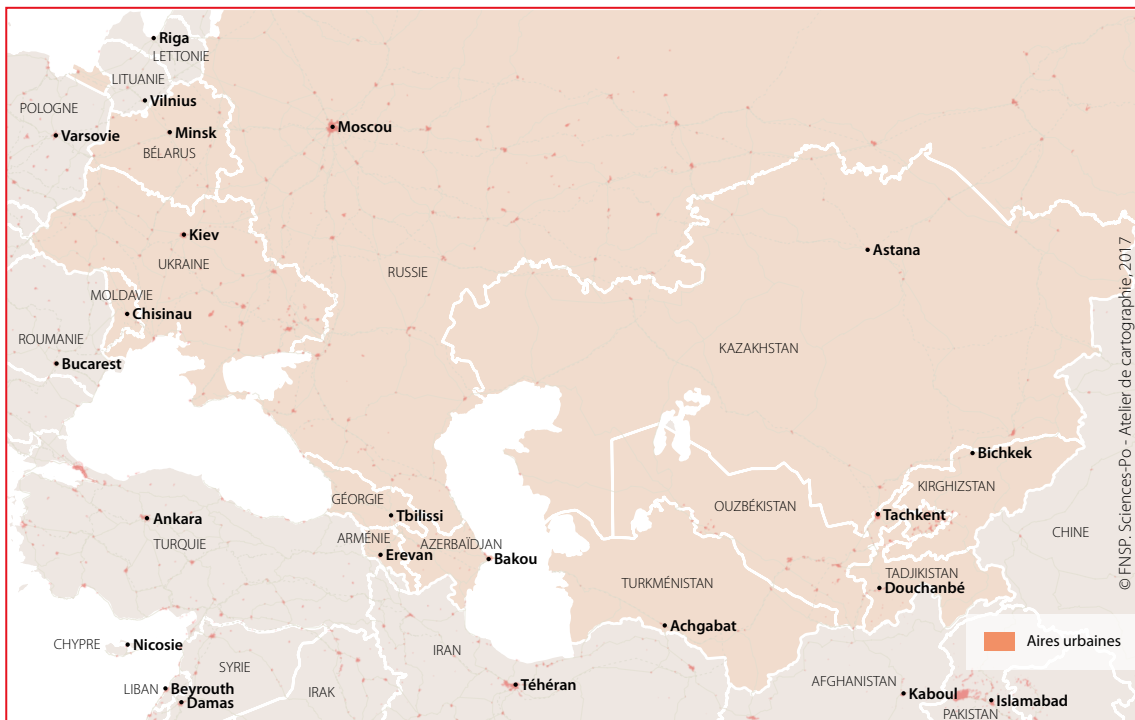 Riga
LETTONIE
LITUANIE
Vilnius
POLOGNE
Varsovie
Minsk
BÉLARUS
Moscou
Kiev
UKRAINE
Astana
RUSSIE
MOLDAVIE
Chisinau
ROUMANIE
KAZAKHSTAN
Bucarest
Bichkek
KIRGHIZSTAN
GÉORGIE
OUZBÉKISTAN
Tbilissi
Tachkent
Ankara
TURQUIE
ARMÉNIE
AZERBAÏDJAN
Erevan
Bakou
CHINE
TADJIKISTAN
TURKMÉNISTAN
Douchanbé
Achgabat
CHYPRE
Nicosie
IRAN
Aires urbaines
SYRIE
LIBAN
Beyrouth
Damas
IRAK
Téhéran
AFGHANISTAN
Kaboul
Islamabad
PAKISTAN
© FNSP. Sciences-Po - Atelier de cartographie, 2017